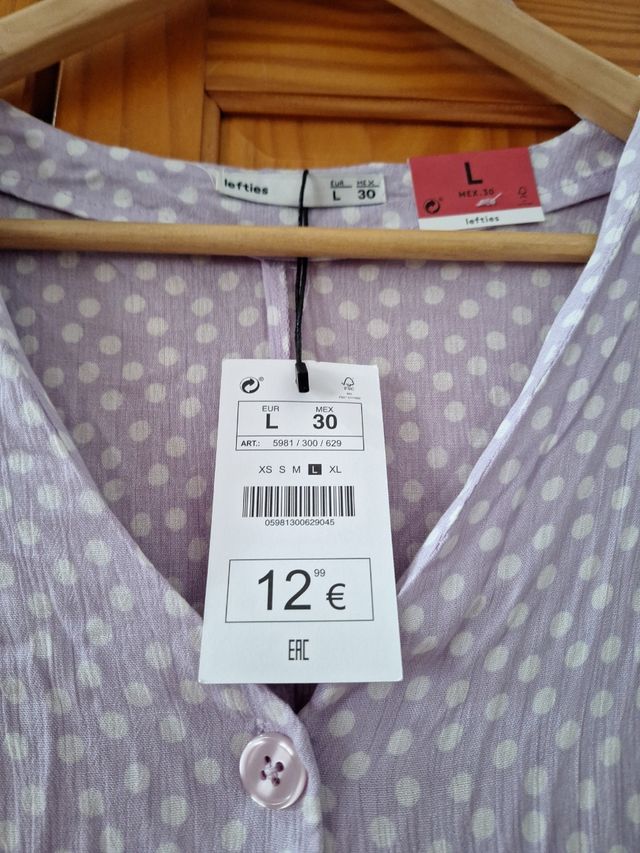 lefties
EUR MEX
L 30
L
MEX.30
lefties
EUR MEX
L 30
ART.: 5981 / 300 / 629
XS S M L XL
05981300629045
12 99 €
EAC